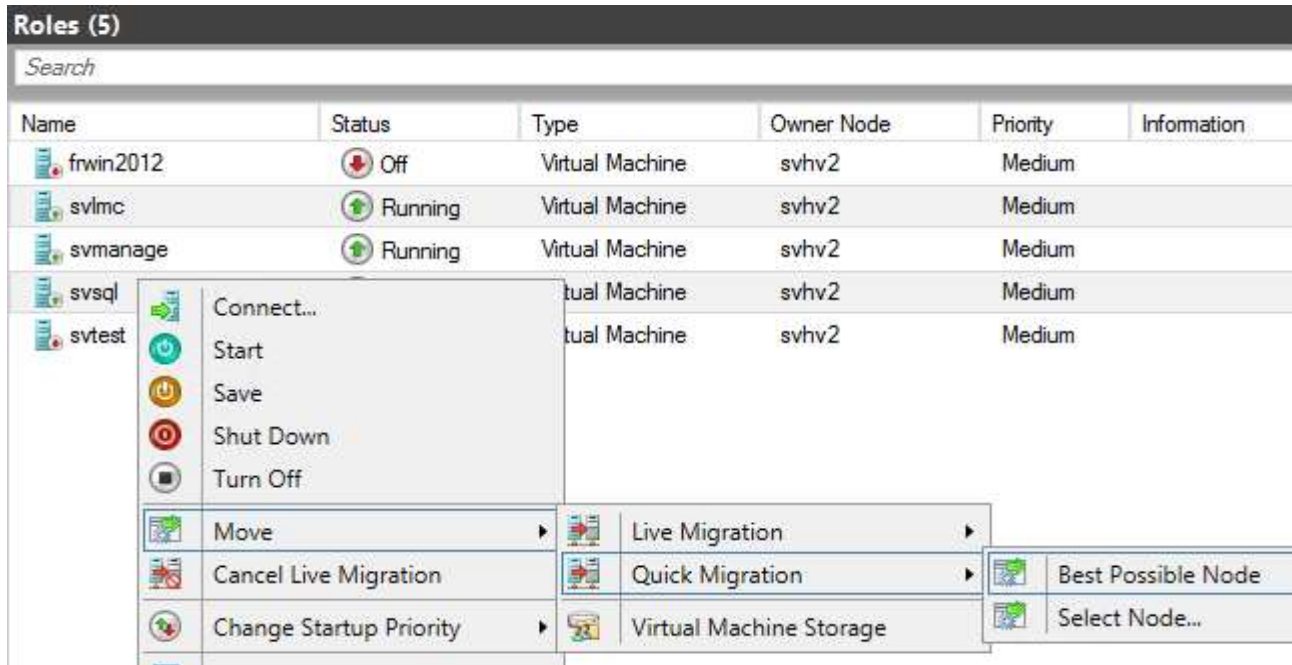 Roles (5)
Search
Name Status Type Owner Node Priority Information
frwin2012 Off Virtual Machine svhv2 Medium
svlmc Running Virtual Machine svhv2 Medium
svmanage Running Virtual Machine svhv2 Medium
svsql tual Machine svhv2 Medium
svtest tual Machine svhv2 Medium
Connect...
Start
Save
Shut Down
Turn Off
Move Live Migration
Cancel Live Migration Quick Migration Best Possible Node
Change Startup Priority Virtual Machine Storage Select Node...